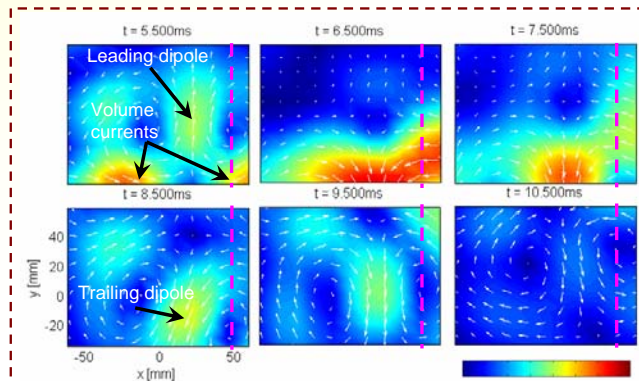 t = 5.500ms
t = 6.500ms
t = 7.500ms
Leading dipole
Volume
currents
t = 8.500ms
t = 9.500ms
t = 10.500ms
Trailing dipole
y [mm]
40
20
0
-20
-50
0
50
x [mm]